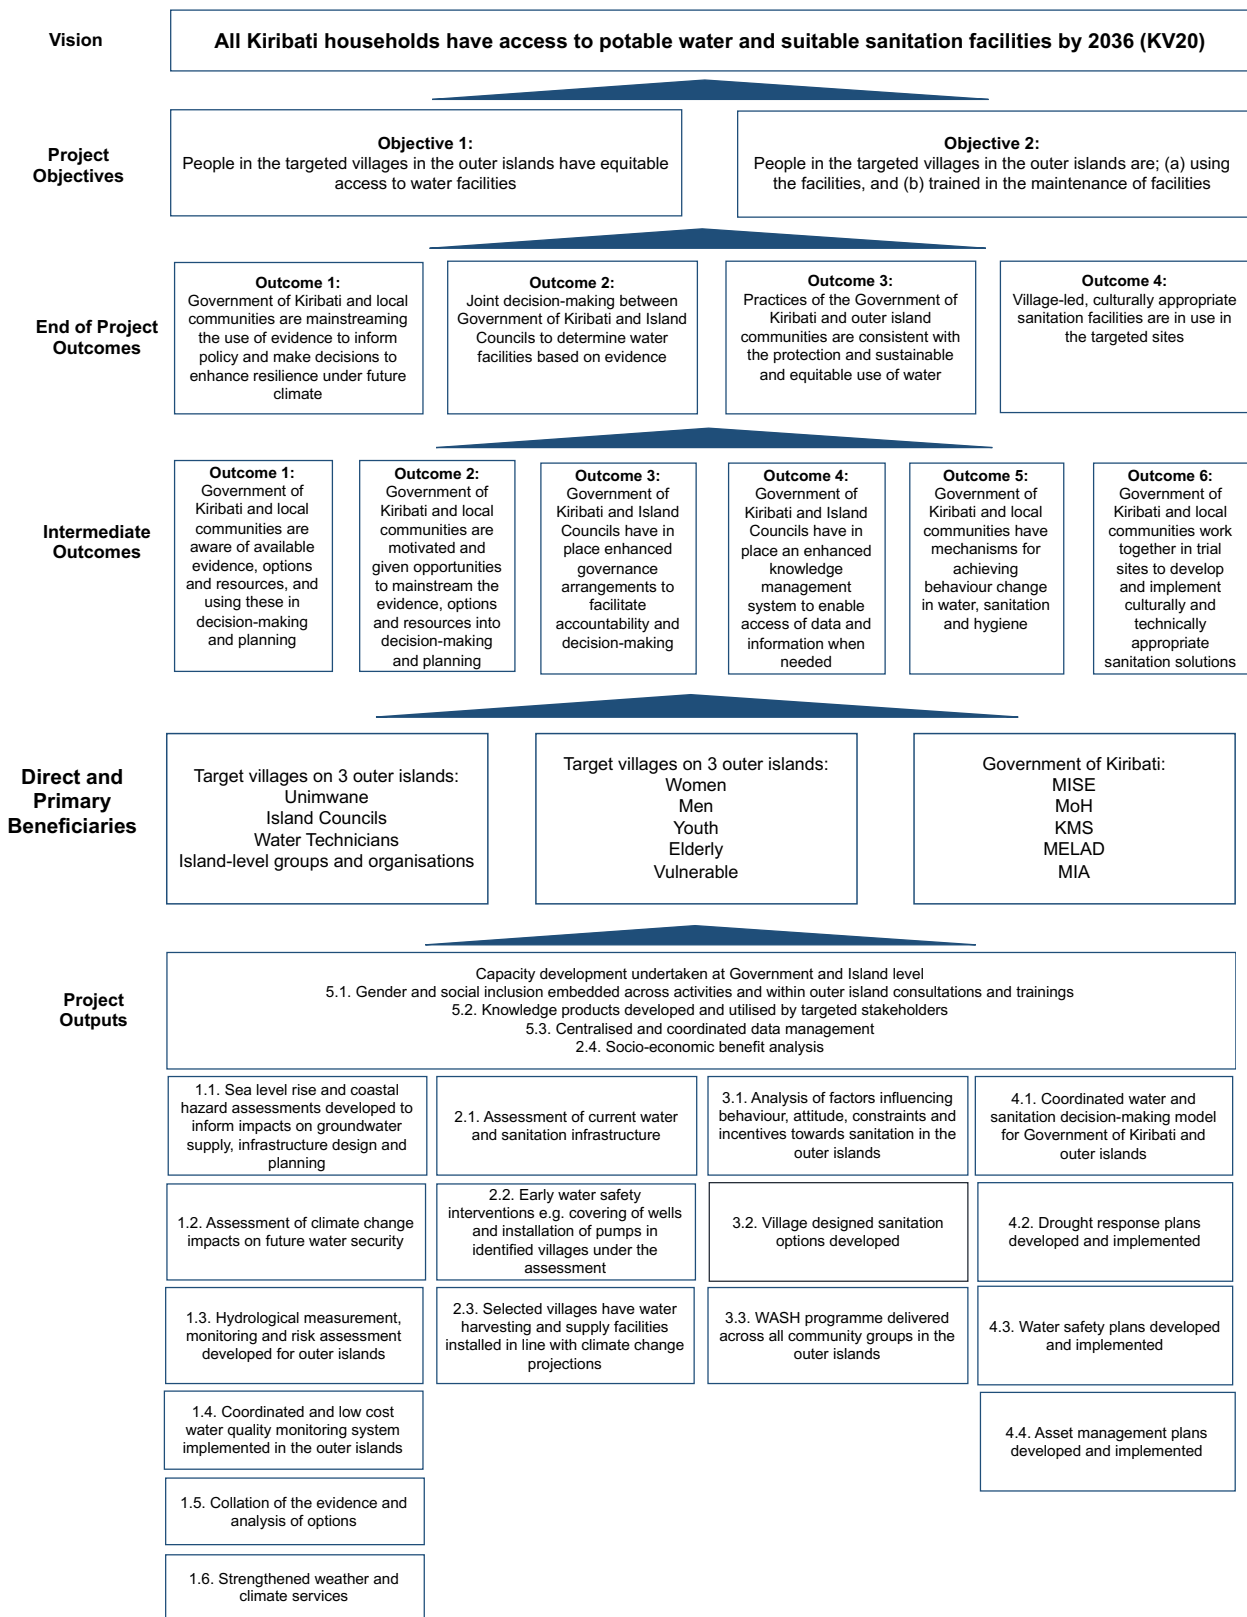 Vision
All Kiribati households have access to potable water and suitable sanitation facilities by 2036 (KV20)
Project
Objectives
Objective 1:
People in the targeted villages in the outer islands have equitable
access to water facilities
Objective 2:
People in the targeted villages in the outer islands are; (a) using
the facilities, and (b) trained in the maintenance of facilities
End of Project
Outcomes
Outcome 1:
Government of Kiribati and local
communities are mainstreaming
the use of evidence to inform
policy and make decisions to
enhance resilience under future
climate
Outcome 2:
Joint decision-making between
Government of Kiribati and Island
Councils to determine water
facilities based on evidence
Outcome 3:
Practices of the Government of
Kiribati and outer island
communities are consistent with
the protection and sustainable
and equitable use of water
Outcome 4:
Village-led, culturally appropriate
sanitation facilities are in use in
the targeted sites
Intermediate
Outcomes
Outcome 1:
Government of
Kiribati and local
communities are
aware of available
evidence, options
and resources, and
using these in
decision-making
and planning
Outcome 2:
Government of
Kiribati and local
communities are
motivated and
given opportunities
to mainstream the
evidence, options
and resources into
decision-making
and planning
Outcome 3:
Government of
Kiribati and Island
Councils have in
place enhanced
governance
arrangements to
facilitate
accountability and
decision-making
Outcome 4:
Government of
Kiribati and Island
Councils have in
place an enhanced
knowledge
management
system to enable
access of data and
information when
needed
Outcome 5:
Government of
Kiribati and local
communities have
mechanisms for
achieving
behaviour change
in water, sanitation
and hygiene
Outcome 6:
Government of
Kiribati and local
communities work
together in trial
sites to develop
and implement
culturally and
technically
appropriate
sanitation solutions
Direct and
Primary
Beneficiaries
Target villages on 3 outer islands:
Unimwane
Island Councils
Water Technicians
Island-level groups and organisations
Target villages on 3 outer islands:
Women
Men
Youth
Elderly
Vulnerable
Government of Kiribati:
MISE
MoH
KMS
MELAD
MIA
Project
Outputs
Capacity development undertaken at Government and Island level
5.1. Gender and social inclusion embedded across activities and within outer island consultations and trainings
5.2. Knowledge products developed and utilised by targeted stakeholders
5.3. Centralised and coordinated data management
2.4. Socio-economic benefit analysis
1.1. Sea level rise and coastal
hazard assessments developed to
inform impacts on groundwater
supply, infrastructure design and
planning
2.1. Assessment of current water
and sanitation infrastructure
3.1. Analysis of factors influencing
behaviour, attitude, constraints and
incentives towards sanitation in the
outer islands
4.1. Coordinated water and
sanitation decision-making model
for Government of Kiribati and
outer islands
1.2. Assessment of climate change
impacts on future water security
2.2. Early water safety
interventions e.g. covering of wells
and installation of pumps in
identified villages under the
assessment
3.2. Village designed sanitation
options developed
4.2. Drought response plans
developed and implemented
1.3. Hydrological measurement,
monitoring and risk assessment
developed for outer islands
2.3. Selected villages have water
harvesting and supply facilities
installed in line with climate change
projections
3.3. WASH programme delivered
across all community groups in the
outer islands
4.3. Water safety plans developed
and implemented
1.4. Coordinated and low cost
water quality monitoring system
implemented in the outer islands
4.4. Asset management plans
developed and implemented
1.5. Collation of the evidence and
analysis of options
1.6. Strengthened weather and
climate services